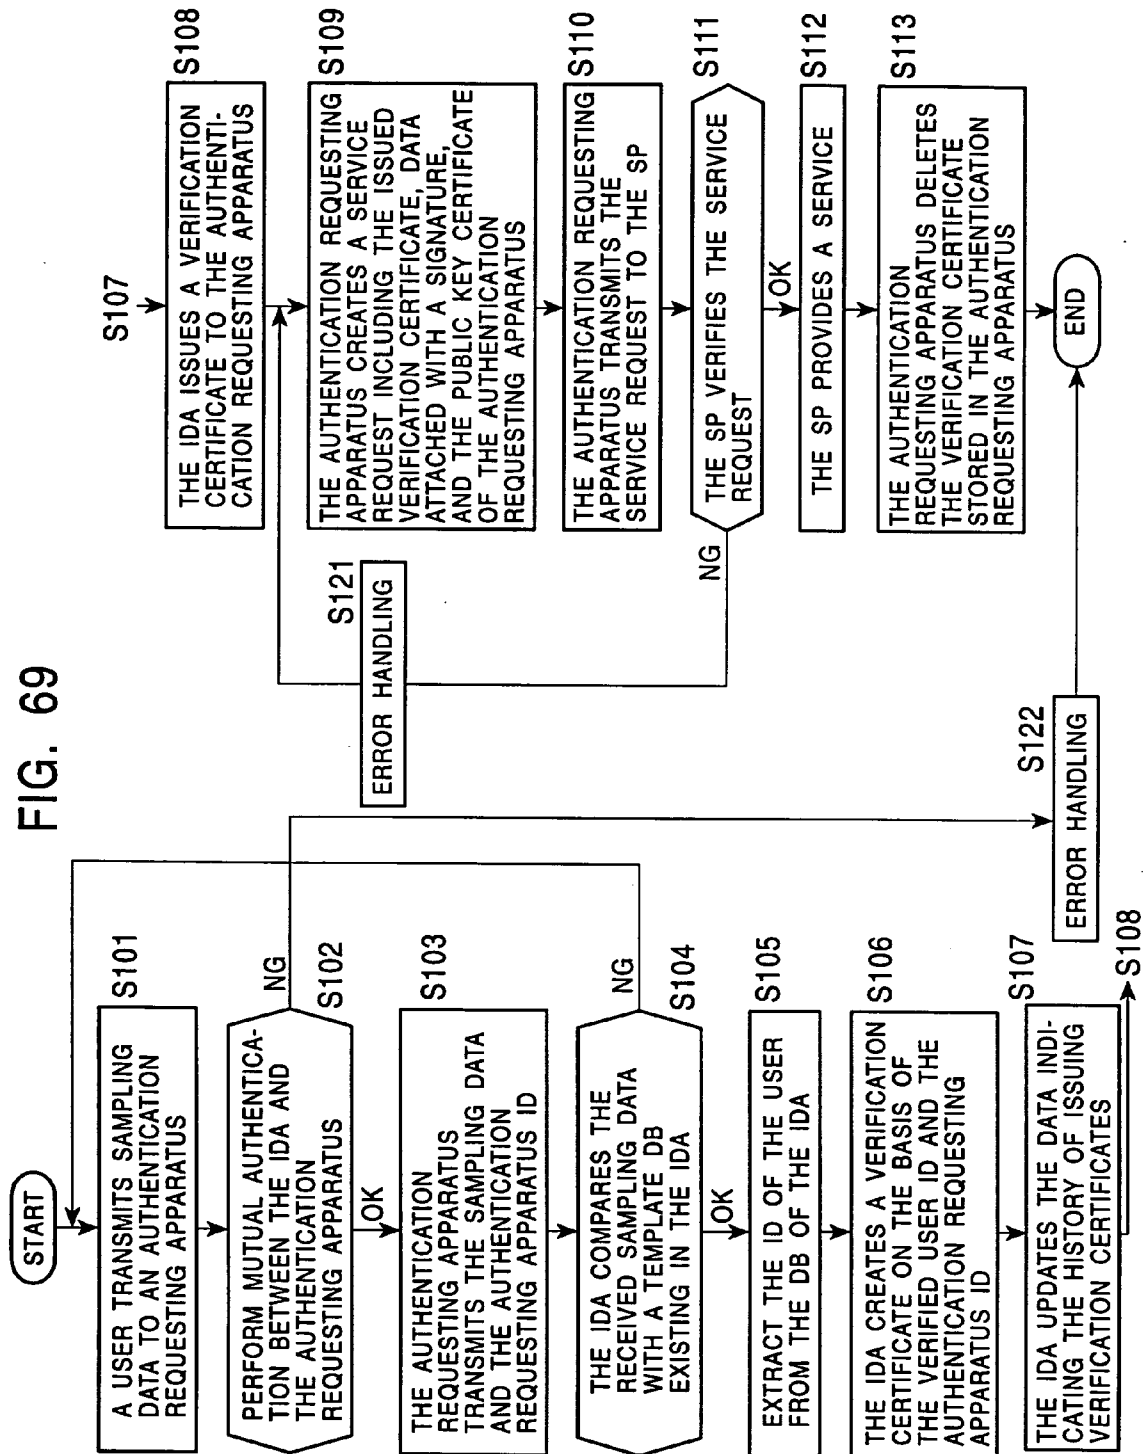 FIG. 69
START
S101
A USER TRANSMITS SAMPLING
DATA TO AN AUTHENTICATION
REQUESTING APPARATUS
S102
PERFORM MUTUAL AUTHENTICA-
TION BETWEEN THE IDA AND
THE AUTHENTICATION
REQUESTING APPARATUS
NG
OK
S103
THE AUTHENTICATION
REQUESTING APPARATUS
TRANSMITS THE SAMPLING DATA
AND THE AUTHENTICATION
REQUESTING APPARATUS ID
S104
THE IDA COMPARES THE
RECEIVED SAMPLING DATA
WITH A TEMPLATE DB
EXISTING IN THE IDA
NG
OK
S105
EXTRACT THE ID OF THE USER
FROM THE DB OF THE IDA
S106
THE IDA CREATES A VERIFICATION
CERTIFICATE ON THE BASIS OF
THE VERIFIED USER ID AND THE
AUTHENTICATION REQUESTING
APPARATUS ID
S107
THE IDA UPDATES THE DATA INDI-
CATING THE HISTORY OF ISSUING
VERIFICATION CERTIFICATES
S108
S107
S108
THE IDA ISSUES A VERIFICATION
CERTIFICATE TO THE AUTHENTI-
CATION REQUESTING APPARATUS
S109
THE AUTHENTICATION REQUESTING
APPARATUS CREATES A SERVICE
REQUEST INCLUDING THE ISSUED
VERIFICATION CERTIFICATE, DATA
ATTACHED WITH A SIGNATURE,
AND THE PUBLIC KEY CERTIFICATE
OF THE AUTHENTICATION
REQUESTING APPARATUS
S110
THE AUTHENTICATION REQUESTING
APPARATUS TRANSMITS THE
SERVICE REQUEST TO THE SP
S111
THE SP VERIFIES THE SERVICE
REQUEST
NG
OK
S121
ERROR HANDLING
S112
THE SP PROVIDES A SERVICE
S113
THE AUTHENTICATION
REQUESTING APPARATUS DELETES
THE VERIFICATION CERTIFICATE
STORED IN THE AUTHENTICATION
REQUESTING APPARATUS
S122
ERROR HANDLING
END